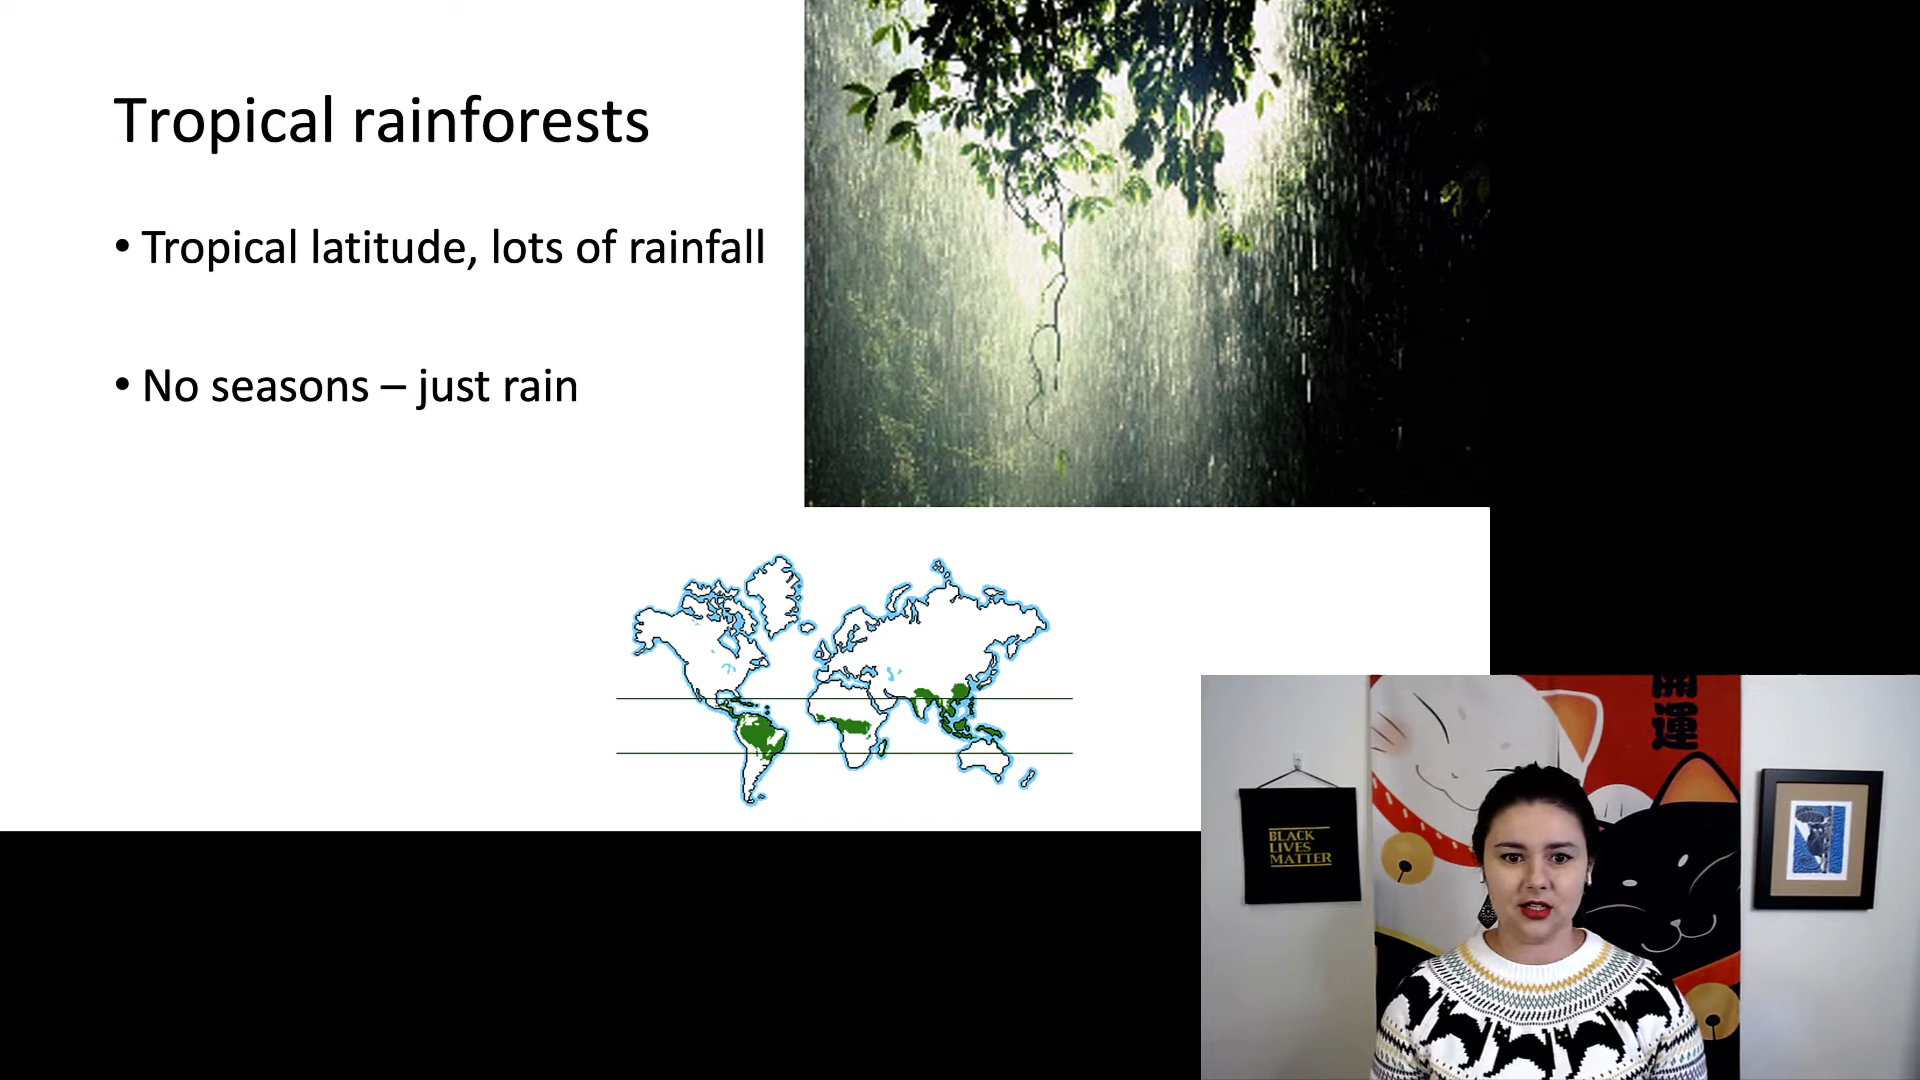 Tropical rainforests
• Tropical latitude, lots of rainfall
• No seasons – just rain
開
運
BLACK
LIVES
MATTER